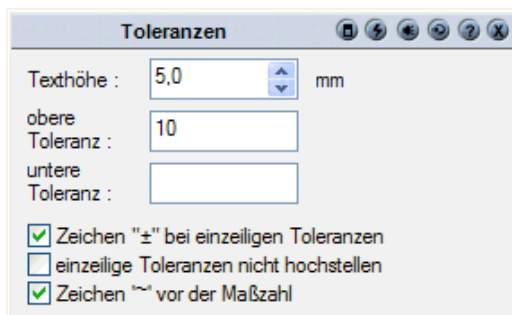 Toleranzen
Texthöhe : 5,0 mm
obere
Toleranz : 10
untere
Toleranz :
Zeichen "±" bei einzeiligen Toleranzen
einzeilige Toleranzen nicht hochstellen
Zeichen "~" vor der Maßzahl